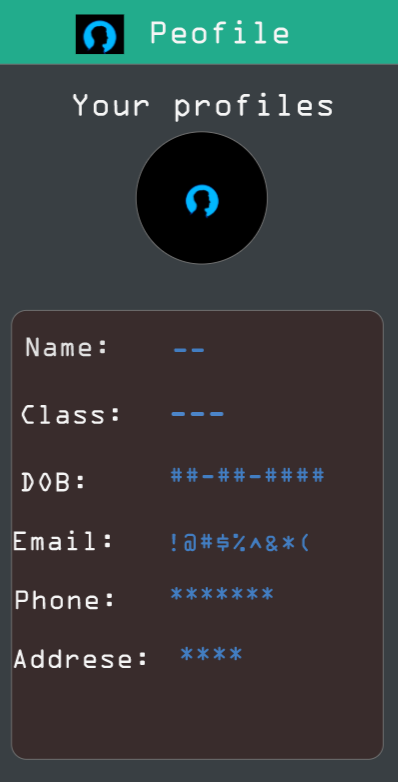 Peofile
Your profiles
Name: --
Class: ---
DOB: ##-##-####
Email: !@#$%^&*(
Phone: *******
Addrese: ****